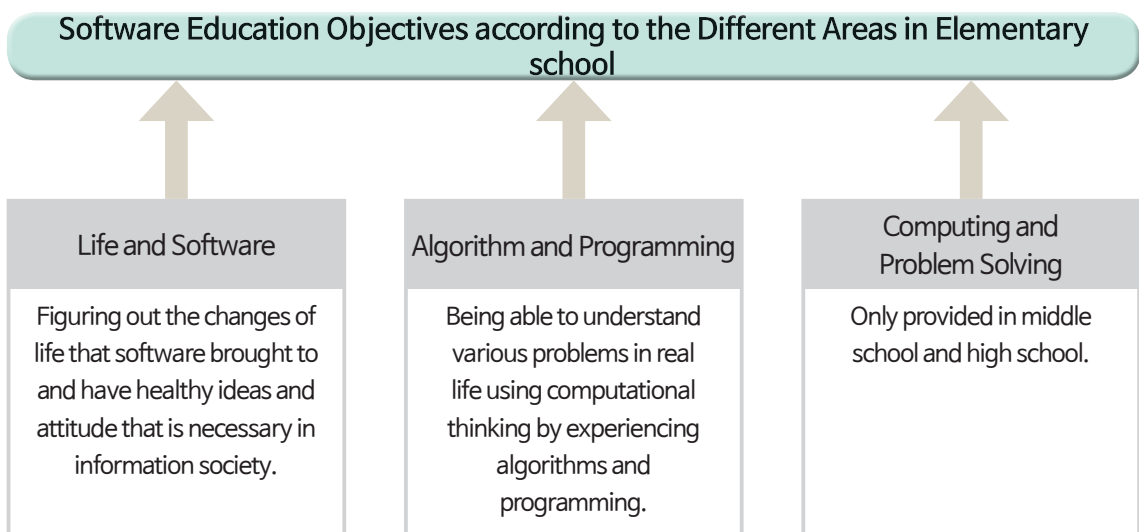 Software Education Objectives according to the Different Areas in Elementary
school
Life and Software
Figuring out the changes of
life that software brought to
and have healthy ideas and
attitude that is necessary in
information society.
Algorithm and Programming
Being able to understand
various problems in real
life using computational
thinking by experiencing
algorithms and
programming.
Computing and
Problem Solving
Only provided in middle
school and high school.